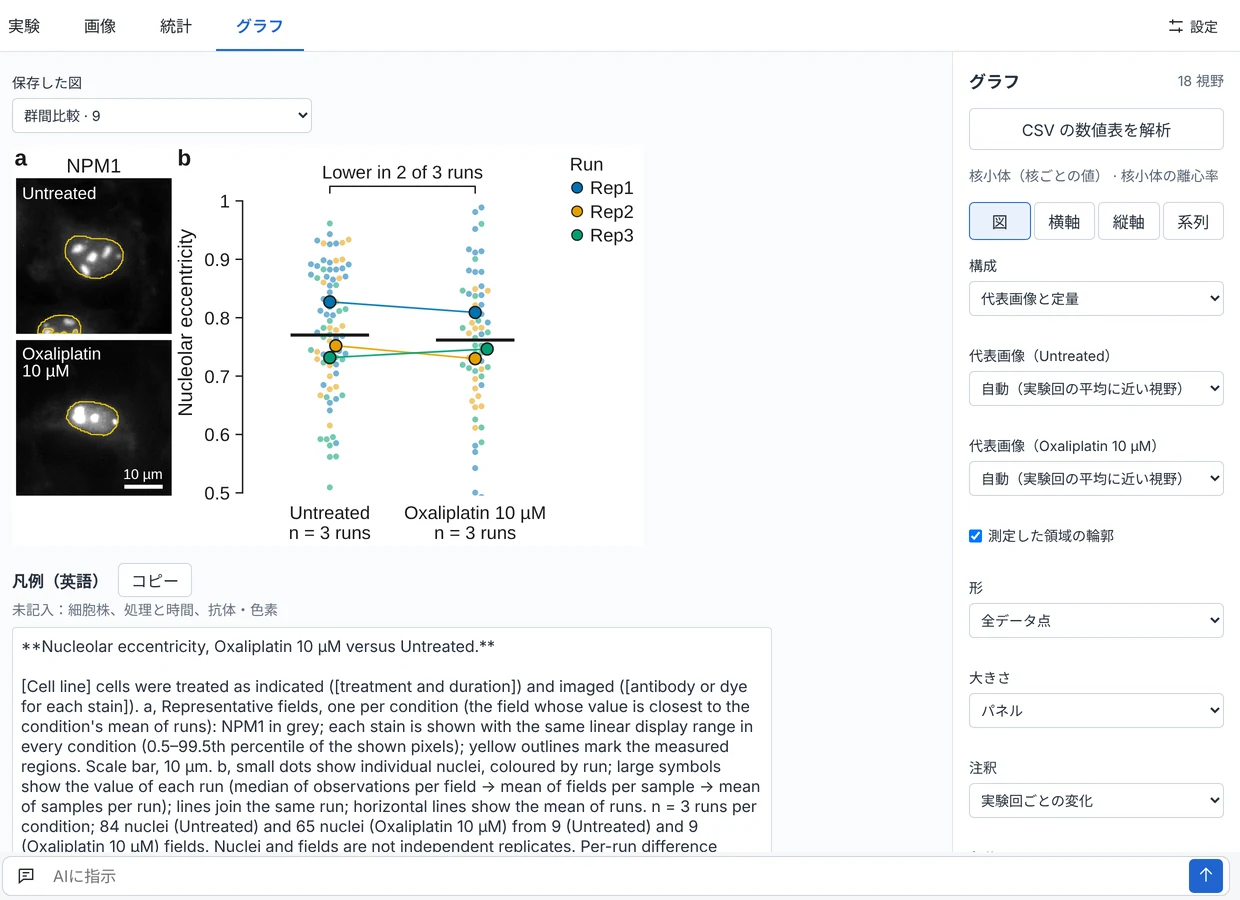 実験 画像 統計 グラフ 設定
保存した図
群間比較 · 9
a NPM1 b
Untreated
Oxaliplatin
10 µM
10 µm
Lower in 2 of 3 runs
Run
Rep1
Rep2
Rep3
Nucleolar eccentricity
1
0.9
0.8
0.7
0.6
0.5
Untreated Oxaliplatin 10 µM
n = 3 runs n = 3 runs
凡例（英語） コピー
未記入：細胞株、処理と時間、抗体・色素
**Nucleolar eccentricity, Oxaliplatin 10 µM versus Untreated.**
[Cell line] cells were treated as indicated ([treatment and duration]) and imaged ([antibody or dye
for each stain]). a, Representative fields, one per condition (the field whose value is closest to the
condition's mean of runs): NPM1 in grey; each stain is shown with the same linear display range in
every condition (0.5–99.5th percentile of the shown pixels); yellow outlines mark the measured
regions. Scale bar, 10 µm. b, small dots show individual nuclei, coloured by run; large symbols
show the value of each run (median of observations per field → mean of fields per sample → mean
of samples per run); lines join the same run; horizontal lines show the mean of runs. n = 3 runs per
condition; 84 nuclei (Untreated) and 65 nuclei (Oxaliplatin 10 µM) from 9 (Untreated) and 9
(Oxaliplatin 10 µM) fields. Nuclei and fields are not independent replicates. Per-run difference
グラフ 18 視野
CSV の数値表を解析
核小体（核ごとの値） · 核小体の離心率
図 横軸 縦軸 系列
構成
代表画像と定量
代表画像（Untreated）
自動（実験回の平均に近い視野）
代表画像（Oxaliplatin 10 µM）
自動（実験回の平均に近い視野）
測定した領域の輪郭
形
全データ点
大きさ
パネル
注釈
実験回ごとの変化
AIに指示